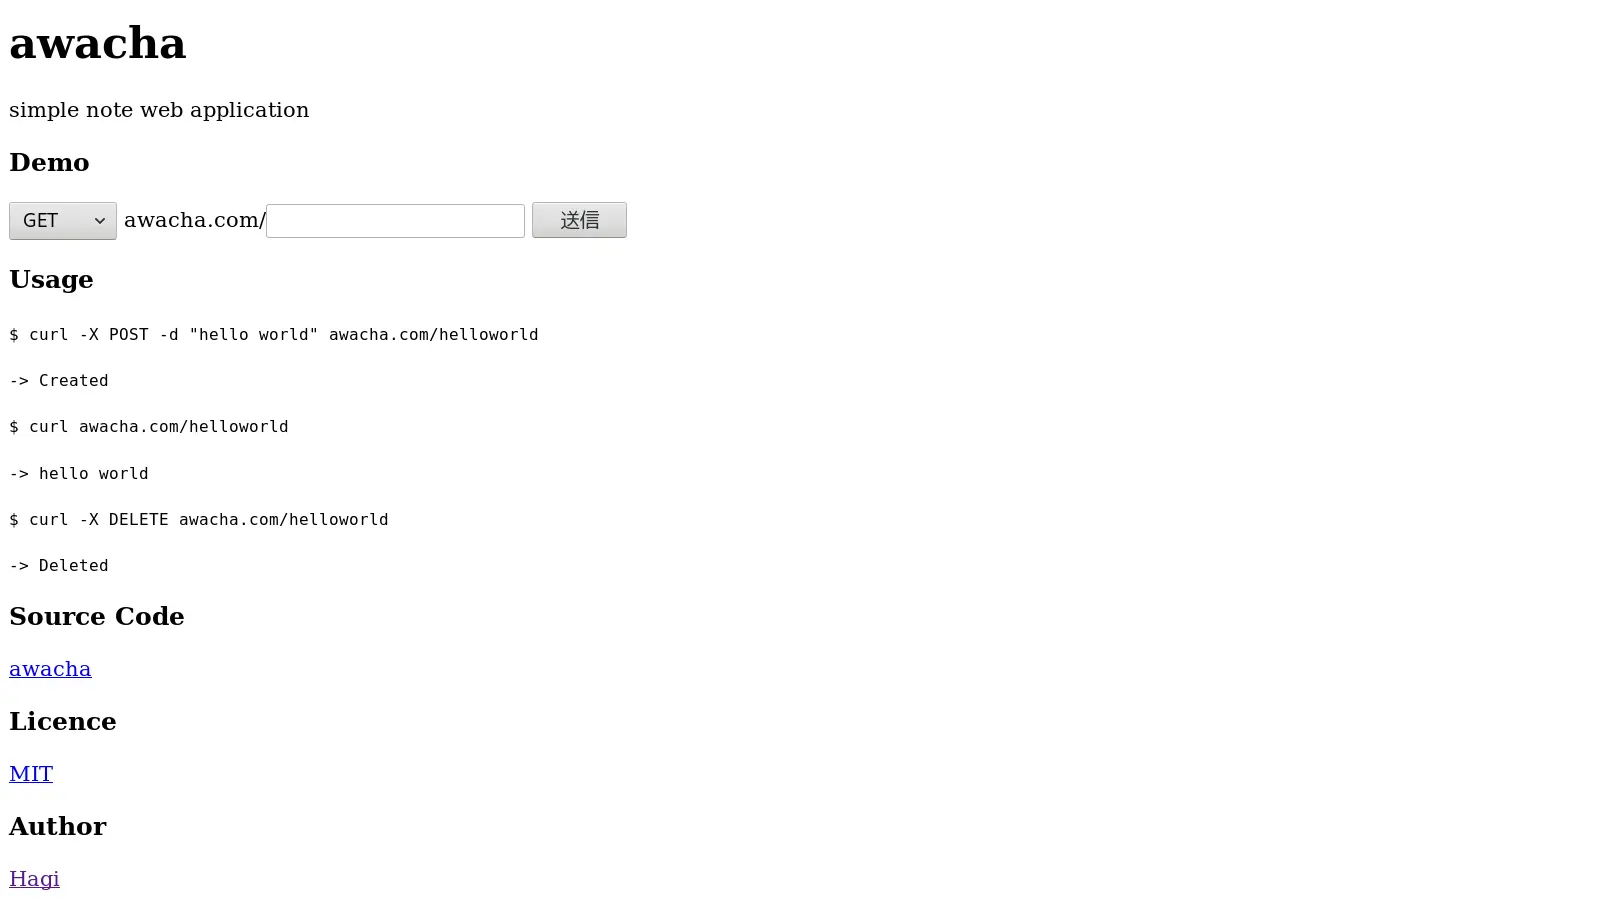 awacha
simple note web application
Demo
GET awacha.com/ 送信
Usage
$ curl -X POST -d "hello world" awacha.com/helloworld
-> Created
$ curl awacha.com/helloworld
-> hello world
$ curl -X DELETE awacha.com/helloworld
-> Deleted
Source Code
awacha
Licence
MIT
Author
Hagi